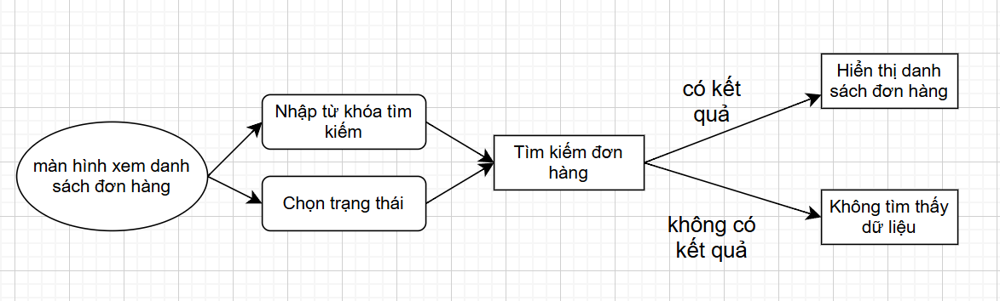 màn hình xem danh
sách đơn hàng
Nhập từ khóa tìm
kiếm
Chọn trạng thái
Tìm kiếm đơn
hàng
có kết
quả
không có
kết quả
Hiển thị danh
sách đơn hàng
Không tìm thấy
dữ liệu